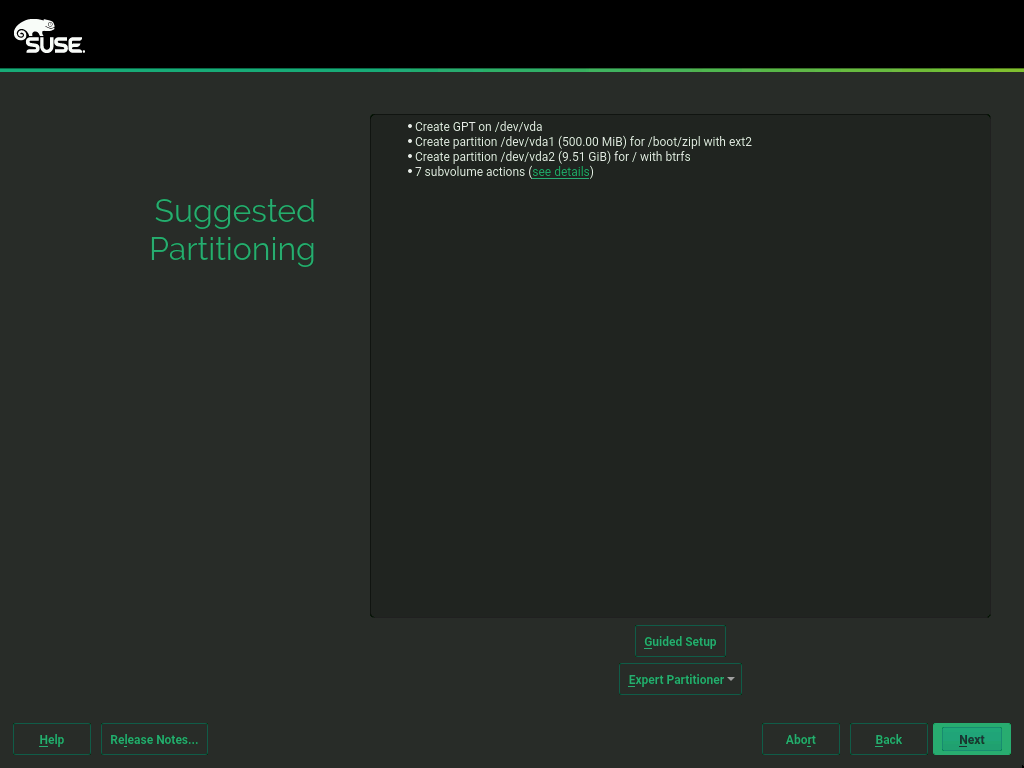 SUSE.
Suggested
Partitioning
• Create GPT on /dev/vda
• Create partition /dev/vda1 (500.00 MiB) for /boot/zipl with ext2
• Create partition /dev/vda2 (9.51 GiB) for / with btrfs
• 7 subvolume actions (see details)
Guided Setup
Expert Partitioner
Help
Release Notes...
Abort
Back
Next